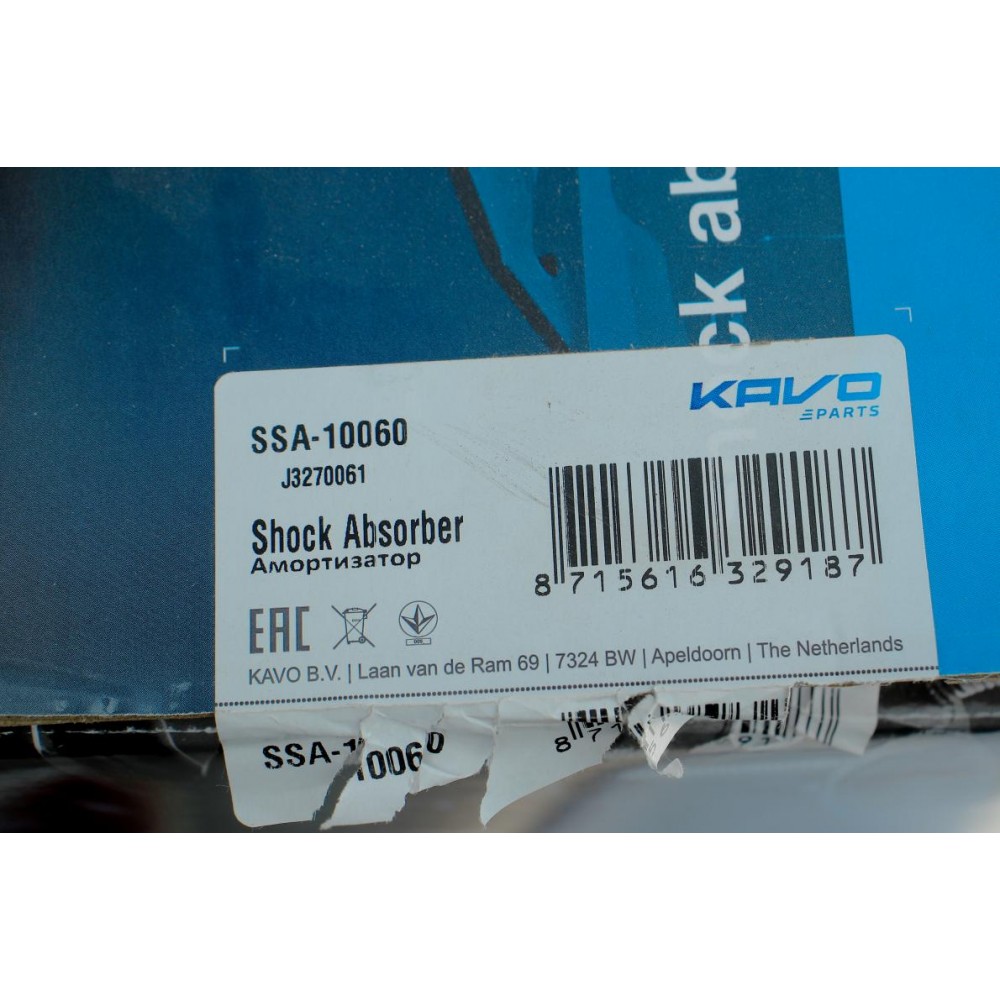 ck ab
KAVO
PARTS
SSA-10060
J3270061
Shock Absorber
Амортизатор
8 715616 329187
EAC
KAVO B.V. | Laan van de Ram 69 | 7324 BW | Apeldoorn | The Netherlands
SSA-10060
871